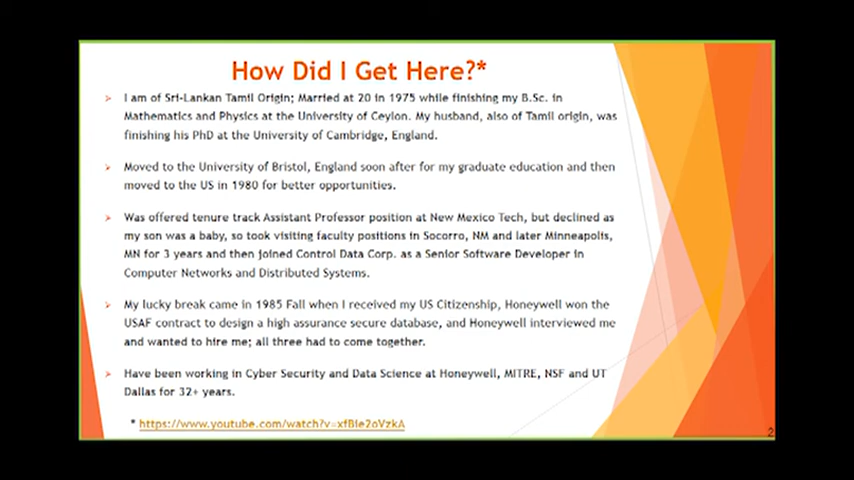 How Did I Get Here?*
I am of Sri-Lankan Tamil Origin; Married at 20 in 1975 while finishing my B.Sc. in
Mathematics and Physics at the University of Ceylon. My husband, also of Tamil origin, was
finishing his PhD at the University of Cambridge, England.
Moved to the University of Bristol, England soon after for my graduate education and then
moved to the US in 1980 for better opportunities.
Was offered tenure track Assistant Professor position at New Mexico Tech, but declined as
my son was a baby, so took visiting faculty positions in Socorro, NM and later Minneapolis,
MN for 3 years and then joined Control Data Corp. as a Senior Software Developer in
Computer Networks and Distributed Systems.
My lucky break came in 1985 Fall when I received my US Citizenship, Honeywell won the
USAF contract to design a high assurance secure database, and Honeywell interviewed me
and wanted to hire me; all three had to come together.
Have been working in Cyber Security and Data Science at Honeywell, MITRE, NSF and UT
Dallas for 32+ years.
* https://www.youtube.com/watch?v=xfBIe2oVzkA
2